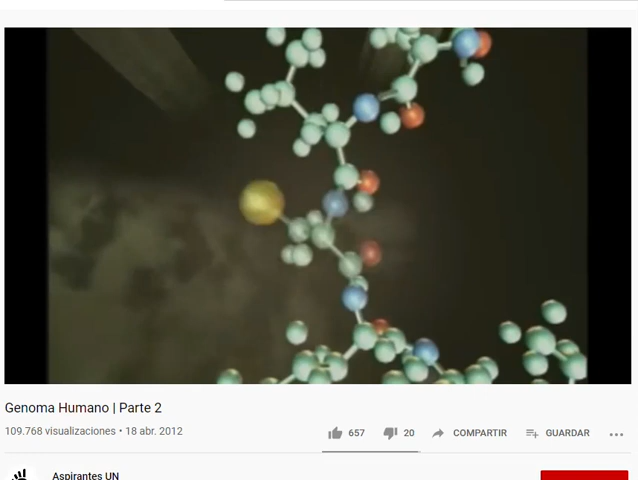 Genoma Humano | Parte 2
109.768 visualizaciones • 18 abr. 2012
657
20
COMPARTIR
GUARDAR
Aspirantes UN